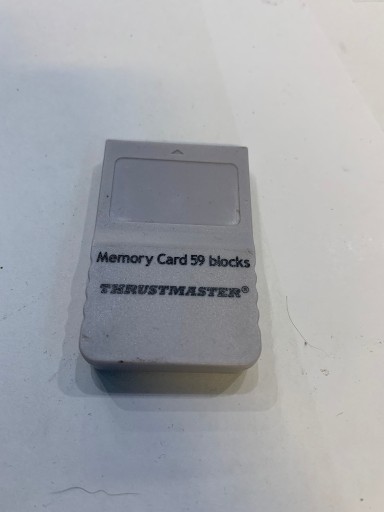 Memory Card 59 blocks
THRUSTMASTER®